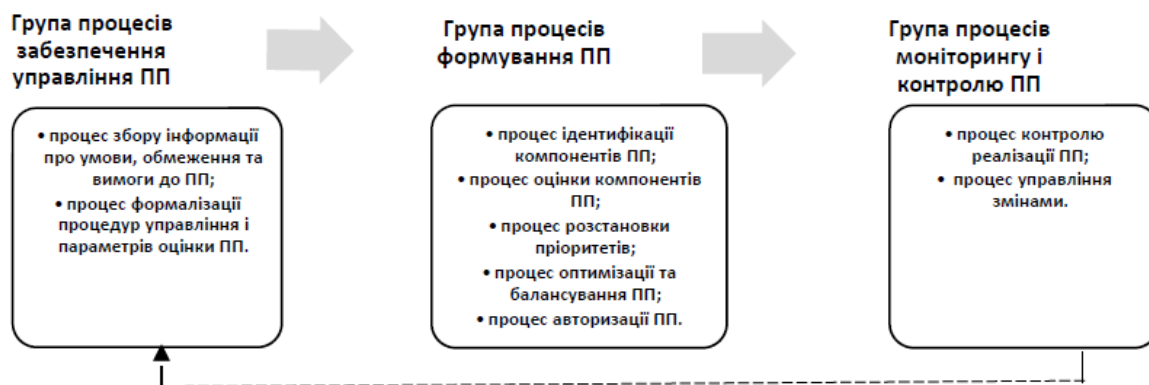 Група процесів
забезпечення
управління ПП
• процес збору інформації
про умови, обмеження та
вимоги до ПП;
• процес формалізації
процедур управління і
параметрів оцінки ПП.
Група процесів
формування ПП
• процес ідентифікації
компонентів ПП;
• процес оцінки компонентів
ПП;
• процес розстановки
пріоритетів;
• процес оптимізації та
балансування ПП;
• процес авторизації ПП.
Група процесів
моніторингу і
контролю ПП
• процес контролю
реалізації ПП;
• процес управління
змінами.